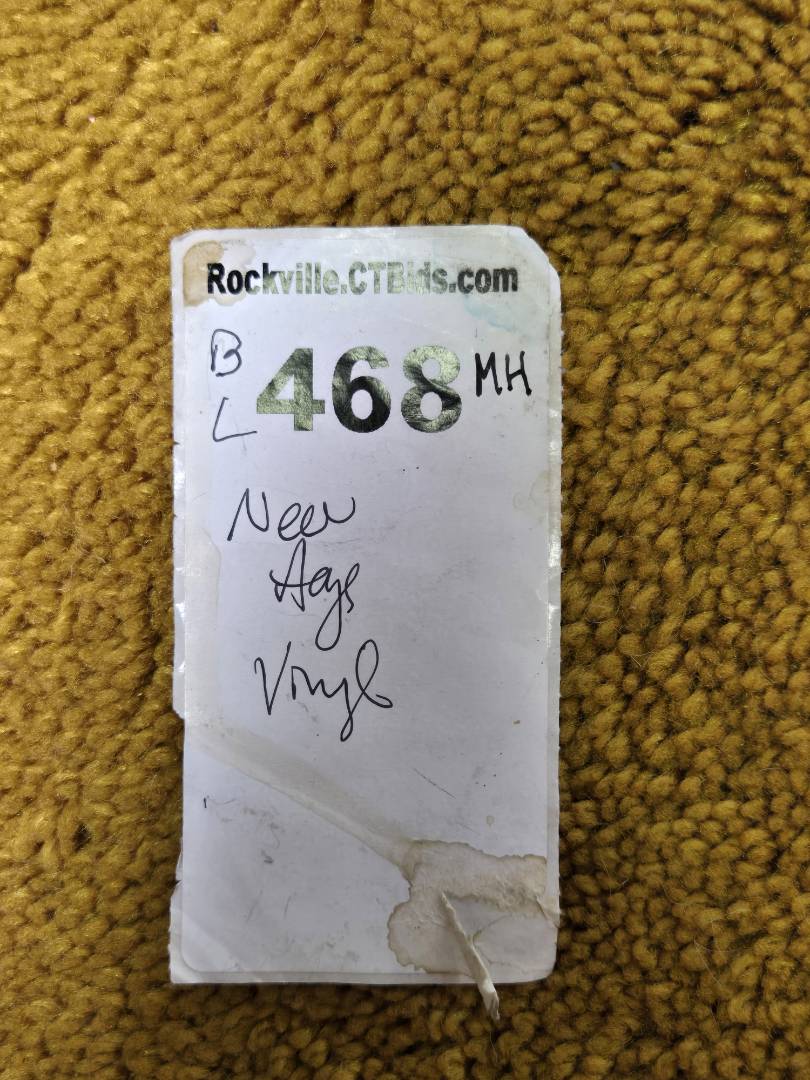 Rockville.CTBids.com
B 468 MH
L
New
Age
Vinyl